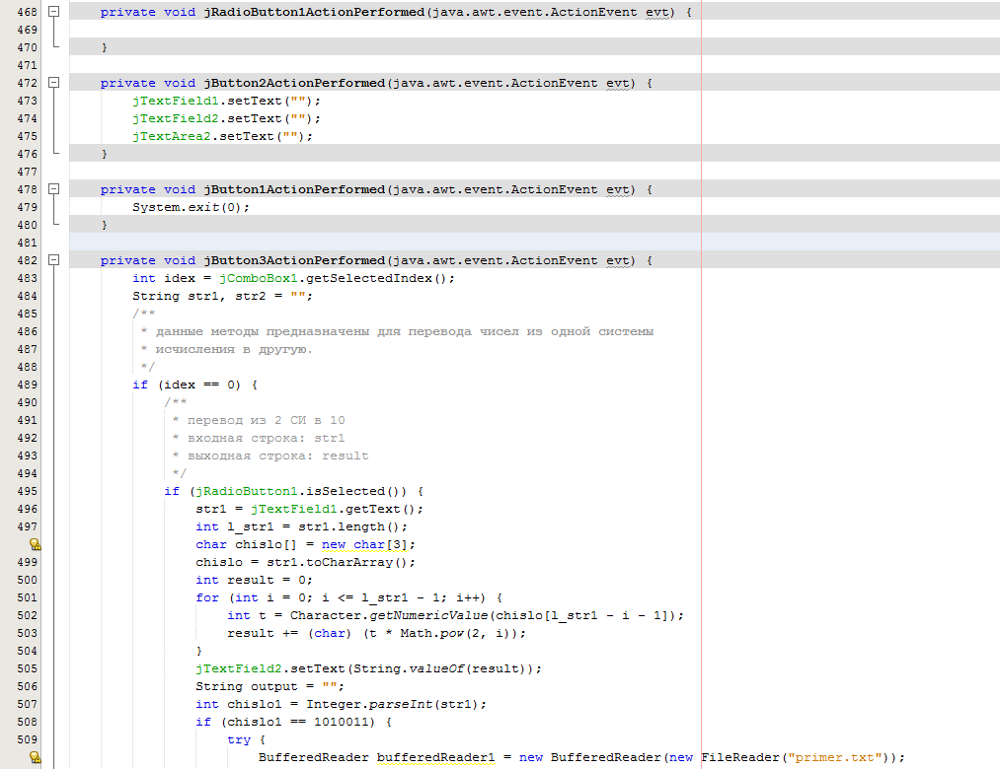 468 private void jRadioButton1ActionPerformed(java.awt.event.ActionEvent evt) {
469
470 }
471
472 private void jButton2ActionPerformed(java.awt.event.ActionEvent evt) {
473 jTextField1.setText("");
474 jTextField2.setText("");
475 jTextArea2.setText("");
476 }
477
478 private void jButton1ActionPerformed(java.awt.event.ActionEvent evt) {
479 System.exit(0);
480 }
481
482 private void jButton3ActionPerformed(java.awt.event.ActionEvent evt) {
483 int idex = jComboBox1.getSelectedIndex();
484 String str1, str2 = "";
485 /**
486 * данные методы предназначены для перевода чисел из одной системы
487 * исчисления в другую.
488 */
489 if (idex == 0) {
490 /**
491 * перевод из 2 СИ в 10
492 * входная строка: str1
493 * выходная строка: result
494 */
495 if (jRadioButton1.isSelected()) {
496 str1 = jTextField1.getText();
497 int l_str1 = str1.length();
char chislo[] = new char[3];
499 chislo = str1.toCharArray();
500 int result = 0;
501 for (int i = 0; i <= l_str1 - 1; i++) {
502 int t = Character.getNumericValue(chislo[l_str1 - i - 1]);
503 result += (char) (t * Math.pow(2, i));
504 }
505 jTextField2.setText(String.valueOf(result));
506 String output = "";
507 int chislo1 = Integer.parseInt(str1);
508 if (chislo1 == 1010011) {
509 try {
BufferedReader bufferedReader1 = new BufferedReader(new FileReader("primer.txt"));